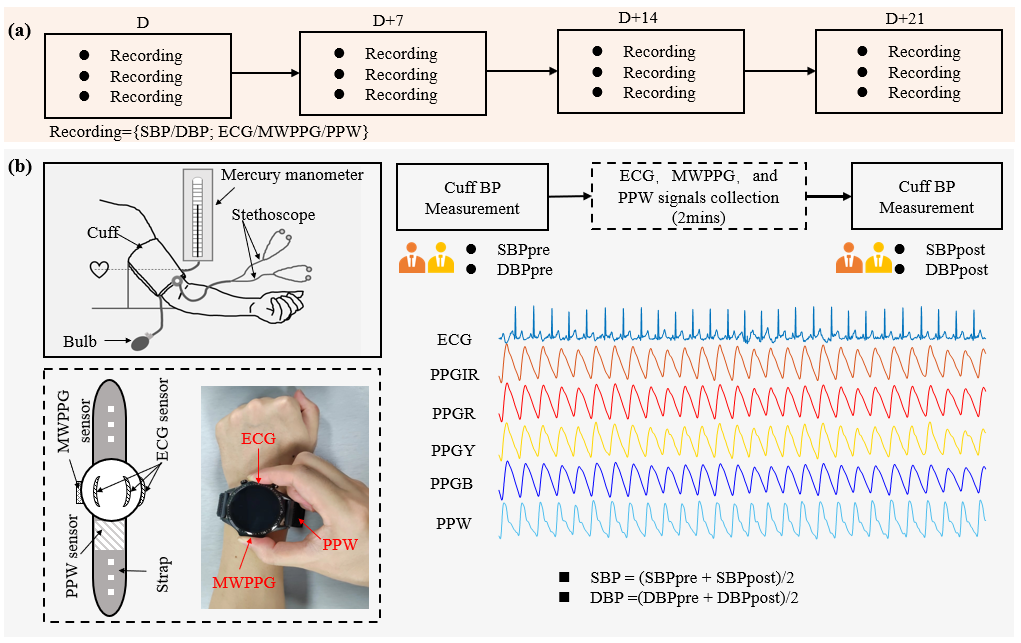 (a)
D
D+7
D+14
D+21
● Recording
● Recording
● Recording
● Recording
● Recording
● Recording
● Recording
● Recording
● Recording
● Recording
● Recording
● Recording
Recording={SBP/DBP; ECG/MWPPG/PPW}
(b)
Mercury manometer
Stethoscope
Cuff
Bulb
Cuff BP
Measurement
ECG, MWPPG, and
PPW signals collection
(2mins)
Cuff BP
Measurement
● SBPpre
● DBPpre
● SBPpost
● DBPpost
ECG
PPGIR
PPGR
PPGY
PPGB
PPW
MWPPG
sensor
ECG sensor
PPW sensor
Strap
ECG
PPW
MWPPG
■ SBP = (SBPpre + SBPpost)/2
■ DBP =(DBPpre + DBPpost)/2